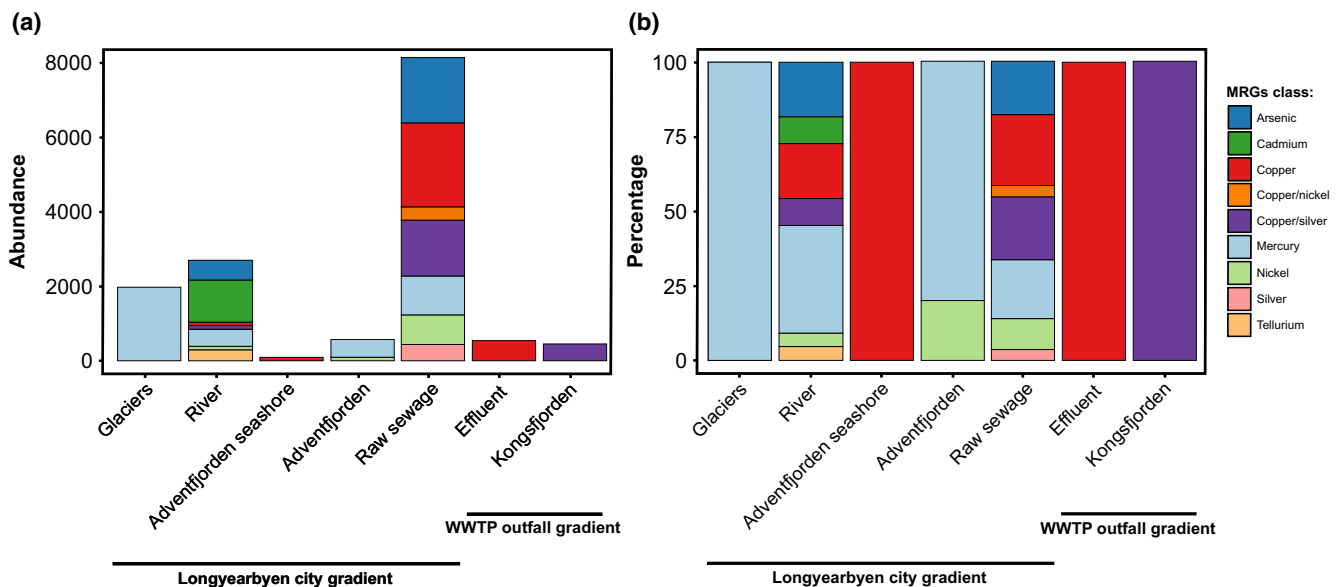 (a)
Abundance
8000
6000
4000
2000
0
Glaciers
River
Adventfjorden seashore
Adventfjorden
Raw sewage
Effluent
Kongsfjorden
WWTP outfall gradient
Longyearbyen city gradient
(b)
Percentage
100
75
50
25
0
Glaciers
River
Adventfjorden seashore
Adventfjorden
Raw sewage
Effluent
Kongsfjorden
WWTP outfall gradient
Longyearbyen city gradient
MRGs class:
Arsenic
Cadmium
Copper
Copper/nickel
Copper/silver
Mercury
Nickel
Silver
Tellurium